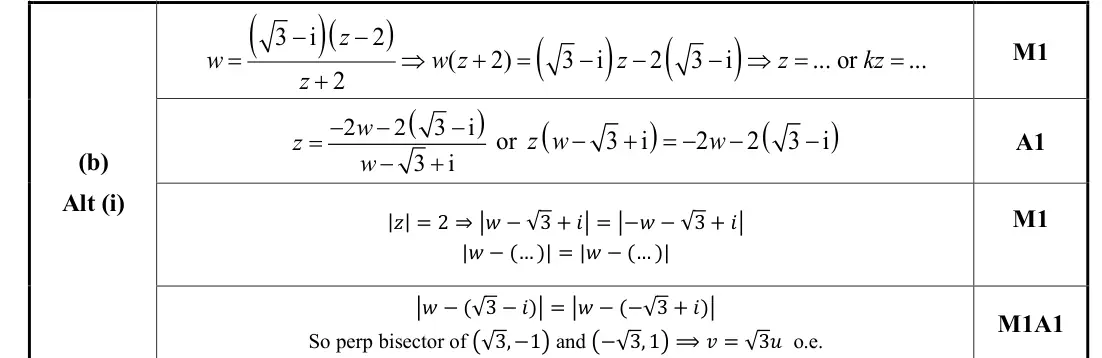 w = ((√3 − i)(z − 2))/(z + 2) ⇒ w(z + 2) = (√3 − i)z − 2(√3 − i) ⇒ z = ... or kz = ... M1
z = (−2w − 2(√3 − i))/(w − √3 + i) or z(w − √3 + i) = −2w − 2(√3 − i) A1
(b)
Alt (i)
|z| = 2 ⇒ |w − √3 + i| = |−w − √3 + i| M1
|w − (…)| = |w − (…)|
|w − (√3 − i)| = |w − (−√3 + i)|
So perp bisector of (√3, −1) and (−√3, 1) ⟹ v = √3u o.e. M1A1